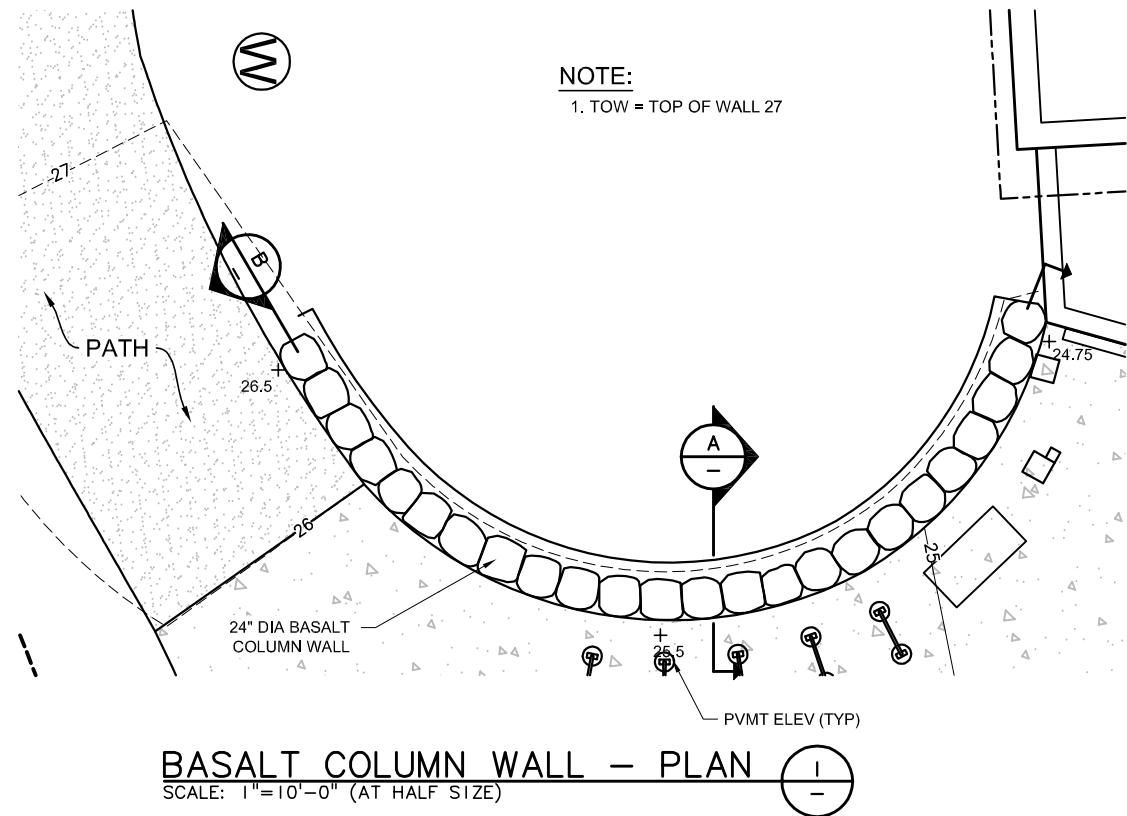 W
NOTE:
1. TOW = TOP OF WALL 27
27
B
–
PATH
26.5
24.75
A
–
26
25
24" DIA BASALT
COLUMN WALL
25.5
PVMT ELEV (TYP)
BASALT COLUMN WALL – PLAN
1
–
SCALE: 1"=10'-0" (AT HALF SIZE)